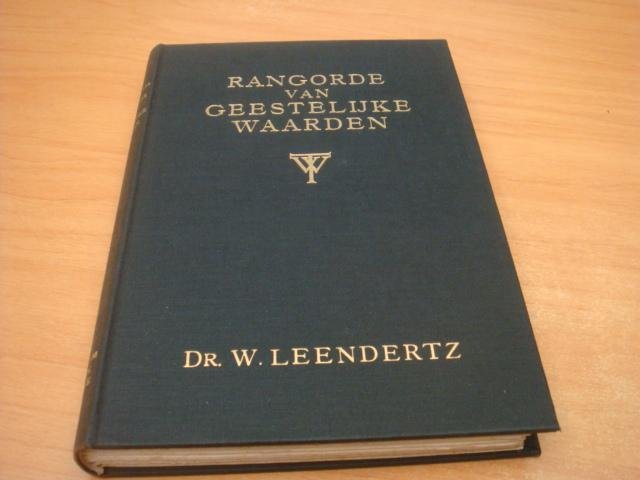 RANGORDE
VAN
GEESTELIJKE
WAARDEN
DR. W. LEENDERTZ